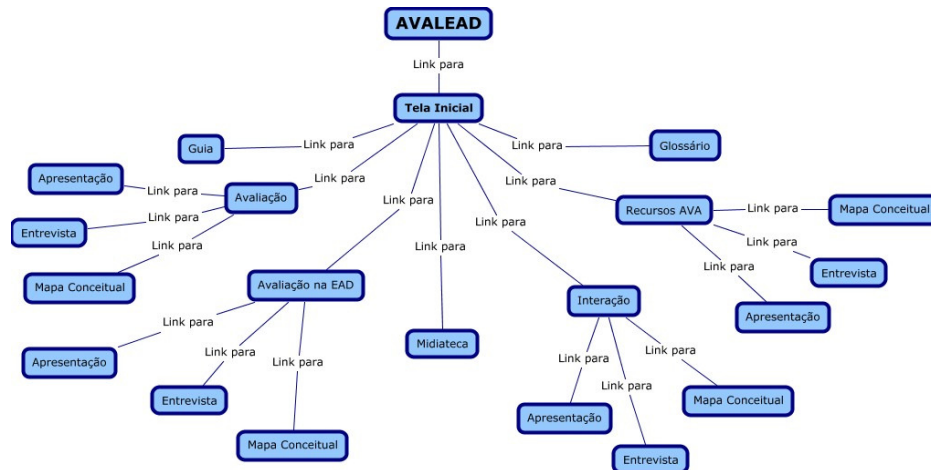 AVALEAD
Link para
Tela Inicial
Link para
Guia
Link para
Glossário
Link para
Link para
Apresentação
Link para
Avaliação
Link para
Entrevista
Link para
Mapa Conceitual
Recursos AVA
Link para
Mapa Conceitual
Link para
Entrevista
Link para
Apresentação
Link para
Avaliação na EAD
Link para
Apresentação
Link para
Entrevista
Link para
Mapa Conceitual
Link para
Midiateca
Link para
Interação
Link para
Apresentação
Link para
Entrevista
Link para
Mapa Conceitual